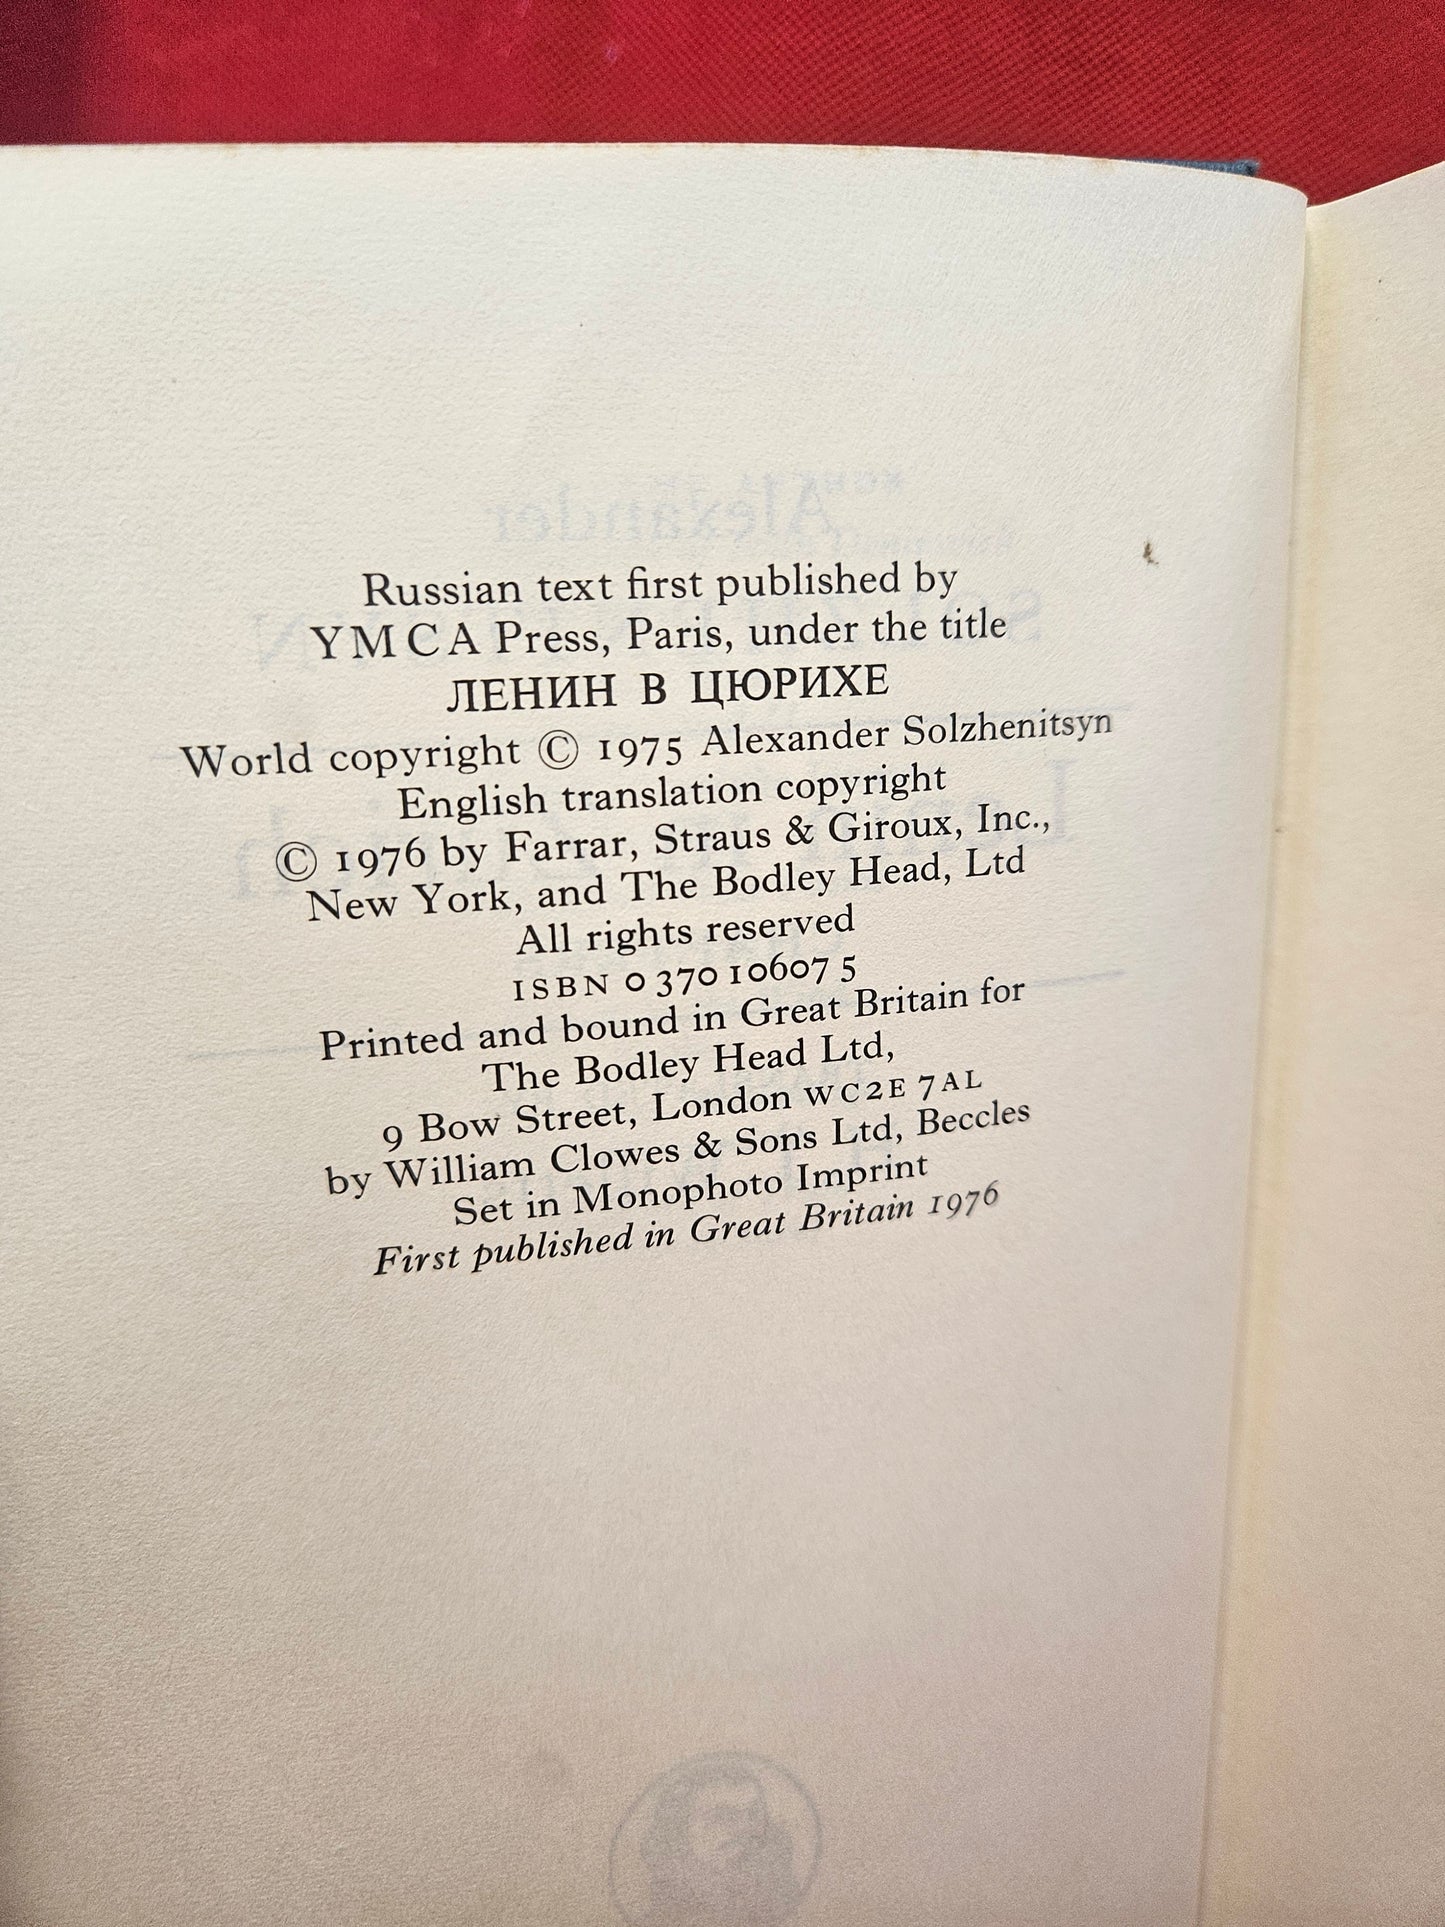 Russian text first published by
YMCA Press, Paris, under the title
ЛЕНИН В ЦЮРИХЕ
World copyright © 1975 Alexander Solzhenitsyn
English translation copyright
© 1976 by Farrar, Straus & Giroux, Inc.,
New York, and The Bodley Head, Ltd
All rights reserved
ISBN 0 370 10607 5
Printed and bound in Great Britain for
The Bodley Head Ltd,
9 Bow Street, London WC2E 7AL
by William Clowes & Sons Ltd, Beccles
Set in Monophoto Imprint
First published in Great Britain 1976